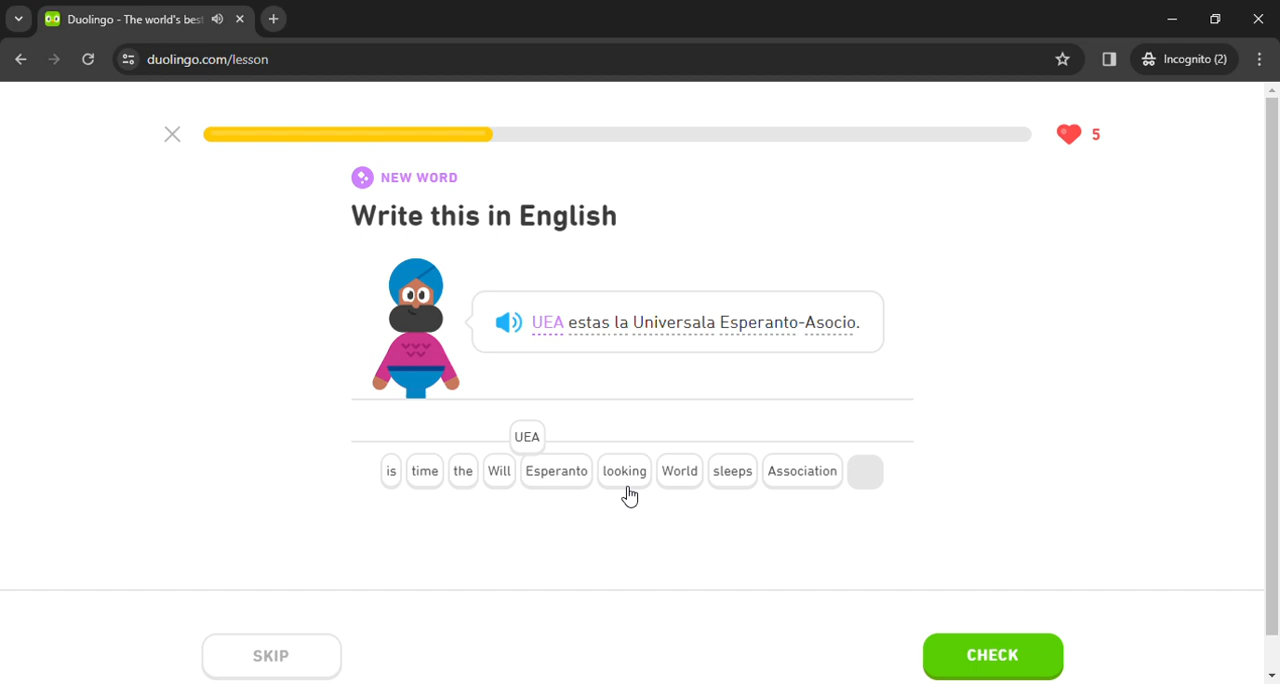 Duolingo - The world's best
duolingo.com/lesson
Incognito (2)
5
NEW WORD
Write this in English
UEA estas la Universala Esperanto-Asocio.
UEA
is time the Will Esperanto looking World sleeps Association
SKIP
CHECK